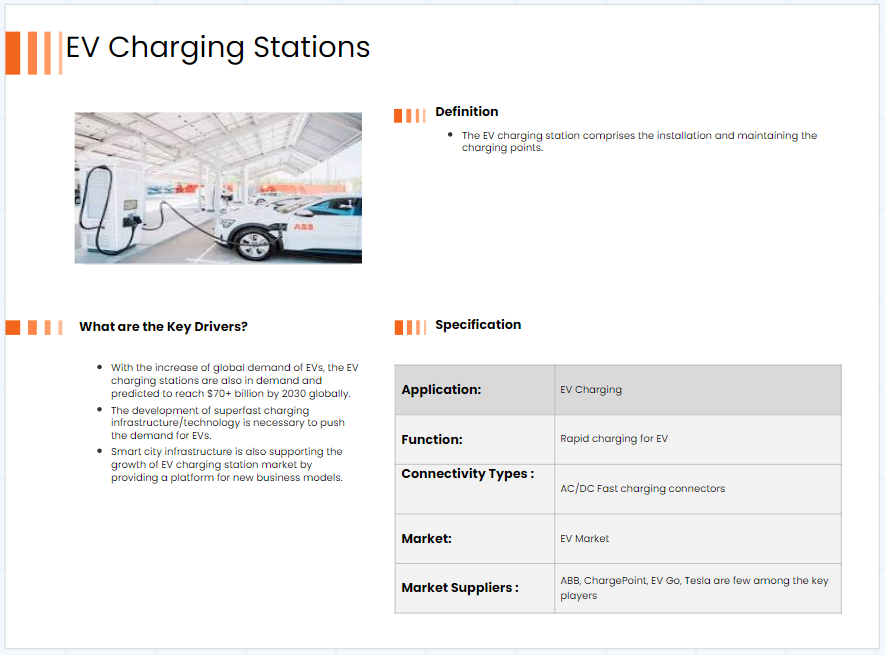 EV Charging Stations
ABB
Definition
• The EV charging station comprises the installation and maintaining the
charging points.
What are the Key Drivers?
• With the increase of global demand of EVs, the EV
charging stations are also in demand and
predicted to reach $70+ billion by 2030 globally.
• The development of superfast charging
infrastructure/technology is necessary to push
the demand for EVs.
• Smart city infrastructure is also supporting the
growth of EV charging station market by
providing a platform for new business models.
Specification
Application: EV Charging
Function: Rapid charging for EV
Connectivity Types : AC/DC Fast charging connectors
Market: EV Market
Market Suppliers : ABB, ChargePoint, EV Go, Tesla are few among the key
players